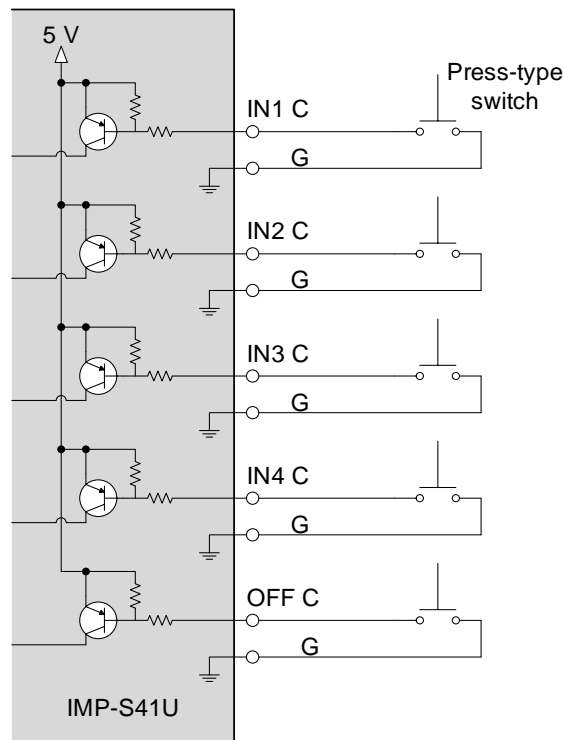 5 V
Press-type
switch
IN1 C
G
IN2 C
G
IN3 C
G
IN4 C
G
OFF C
G
IMP-S41U